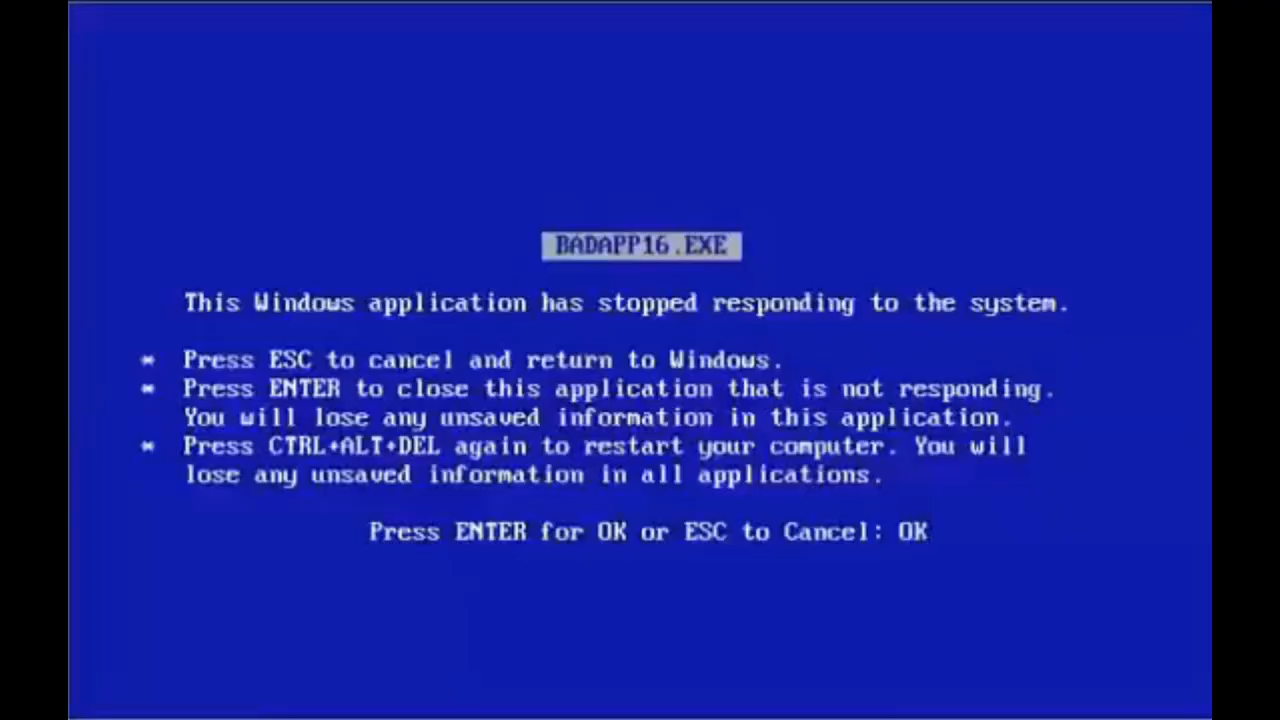 BADAPP16.EXE
This Windows application has stopped responding to the system.
* Press ESC to cancel and return to Windows.
* Press ENTER to close this application that is not responding.
You will lose any unsaved information in this application.
* Press CTRL+ALT+DEL again to restart your computer. You will
lose any unsaved information in all applications.
Press ENTER for OK or ESC to Cancel: OK